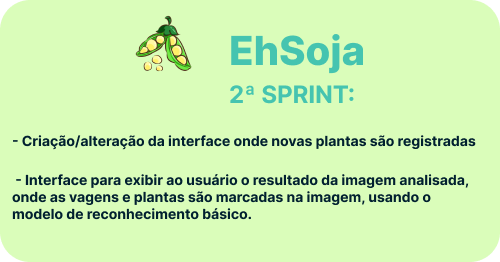 EhSoja
2ª SPRINT:
- Criação/alteração da interface onde novas plantas são registradas
- Interface para exibir ao usuário o resultado da imagem analisada,
onde as vagens e plantas são marcadas na imagem, usando o
modelo de reconhecimento básico.